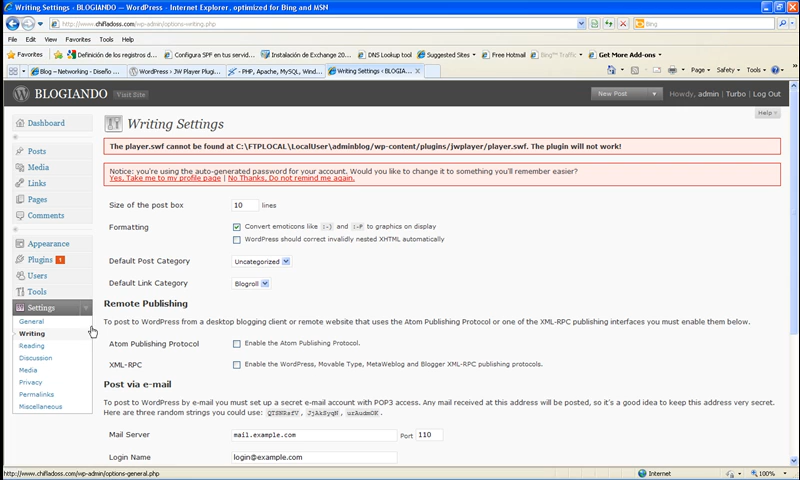 Writing Settings ‹ BLOGIANDO — WordPress - Internet Explorer, optimized for Bing and MSN
http://www.chifladoss.com/wp-admin/options-writing.php
Bing
File Edit View Favorites Tools Help
Favorites Definición de los registros d... Configura SPF en tus servid... Instalación de Exchange 20... DNS Lookup tool Suggested Sites Free Hotmail Bing™ Traffic Get More Add-ons
Blog – Networking - Diseño ... WordPress › JW Player Plugi... - PHP, Apache, MySQL, Wind... Writing Settings ‹ BLOGIA... X
Page Safety Tools
BLOGIANDO Visit Site New Post Howdy, admin | Turbo | Log Out
Help
Dashboard
Posts
Media
Links
Pages
Comments
Appearance
Plugins 1
Users
Tools
Settings
General
Writing
Reading
Discussion
Media
Privacy
Permalinks
Miscellaneous
Writing Settings
The player.swf cannot be found at C:\FTPLOCAL\LocalUser\adminblog/wp-content/plugins/jwplayer/player.swf. The plugin will not work!
Notice: you're using the auto-generated password for your account. Would you like to change it to something you'll remember easier?
Yes, Take me to my profile page | No Thanks, Do not remind me again.
Size of the post box 10 lines
Formatting Convert emoticons like :-) and :-P to graphics on display
WordPress should correct invalidly nested XHTML automatically
Default Post Category Uncategorized
Default Link Category Blogroll
Remote Publishing
To post to WordPress from a desktop blogging client or remote website that uses the Atom Publishing Protocol or one of the XML-RPC publishing interfaces you must enable them below.
Atom Publishing Protocol Enable the Atom Publishing Protocol.
XML-RPC Enable the WordPress, Movable Type, MetaWeblog and Blogger XML-RPC publishing protocols.
Post via e-mail
To post to WordPress by e-mail you must set up a secret e-mail account with POP3 access. Any mail received at this address will be posted, so it's a good idea to keep this address very secret.
Here are three random strings you could use: QTSNRsfV , JjAzSyqN , urAudmOK .
Mail Server mail.example.com Port 110
Login Name login@example.com
http://www.chifladoss.com/wp-admin/options-general.php Internet 100%